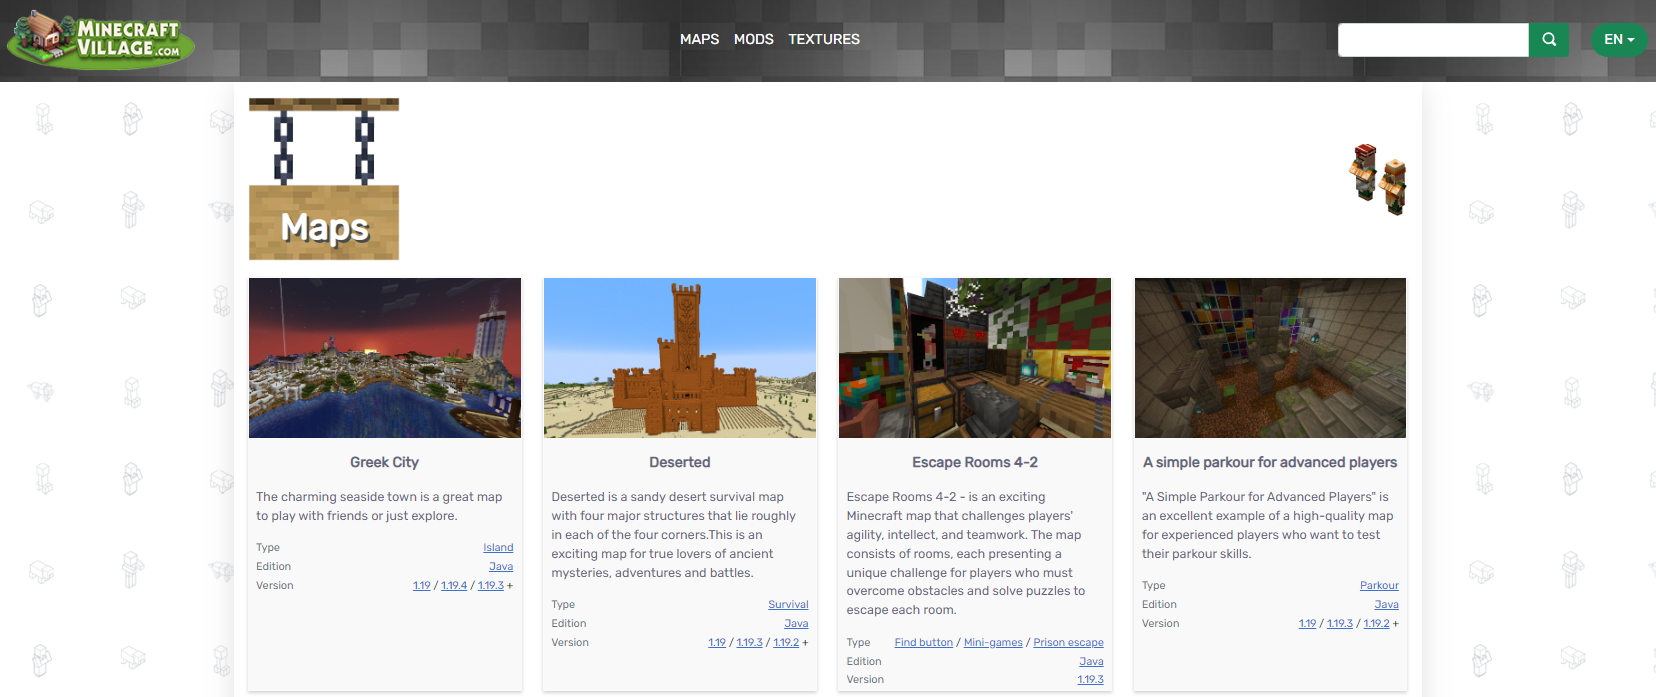 MINECRAFT
VILLAGE.COM
MAPS MODS TEXTURES
EN
Maps
Greek City
The charming seaside town is a great map
to play with friends or just explore.
Type Island
Edition Java
Version 1.19 / 1.19.4 / 1.19.3 +
Deserted
Deserted is a sandy desert survival map
with four major structures that lie roughly
in each of the four corners.This is an
exciting map for true lovers of ancient
mysteries, adventures and battles.
Type Survival
Edition Java
Version 1.19 / 1.19.3 / 1.19.2 +
Escape Rooms 4-2
Escape Rooms 4-2 - is an exciting
Minecraft map that challenges players'
agility, intellect, and teamwork. The map
consists of rooms, each presenting a
unique challenge for players who must
overcome obstacles and solve puzzles to
escape each room.
Type Find button / Mini-games / Prison escape
Edition Java
Version 1.19.3
A simple parkour for advanced players
"A Simple Parkour for Advanced Players" is
an excellent example of a high-quality map
for experienced players who want to test
their parkour skills.
Type Parkour
Edition Java
Version 1.19 / 1.19.3 / 1.19.2 +